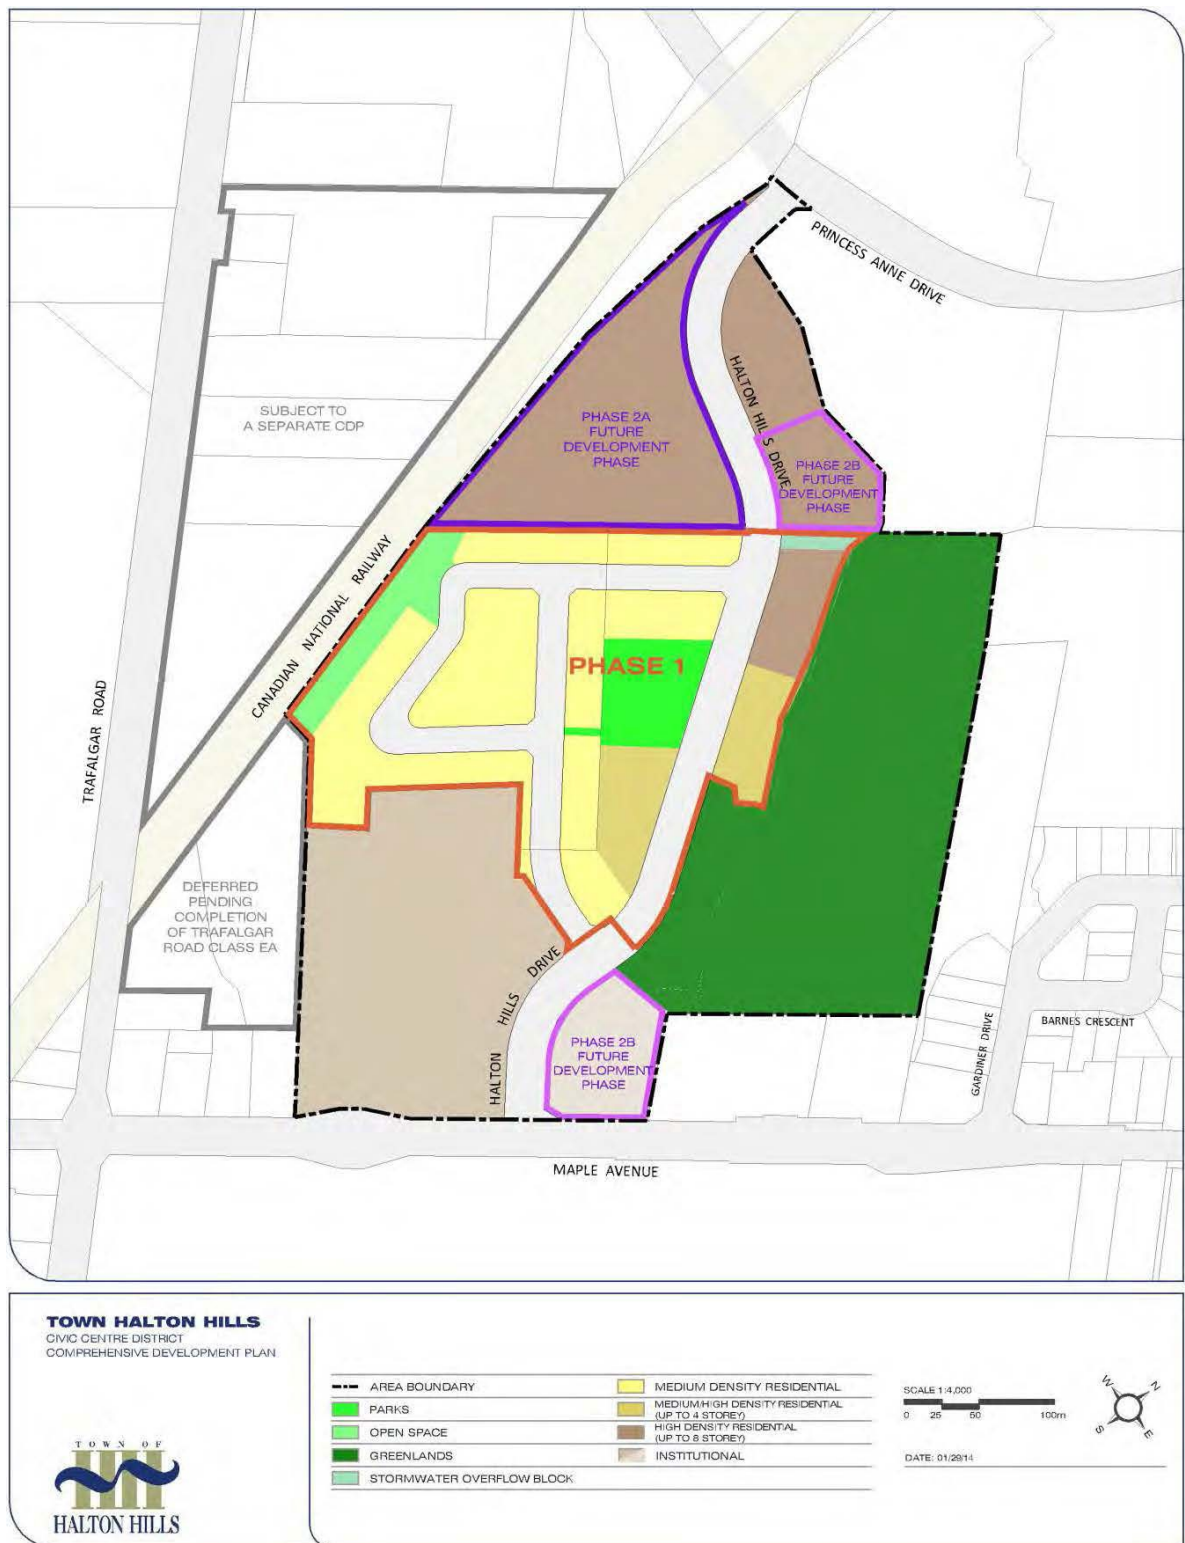 PRINCESS ANNE DRIVE
SUBJECT TO
A SEPARATE CDP
PHASE 2A
FUTURE
DEVELOPMENT
PHASE
HALTON HILLS DRIVE
PHASE 2B
FUTURE
DEVELOPMENT
PHASE
CANADIAN NATIONAL RAILWAY
TRAFALGAR ROAD
PHASE 1
DEFERRED
PENDING
COMPLETION
OF TRAFALGAR
ROAD CLASS EA
HALTON HILLS DRIVE
PHASE 2B
FUTURE
DEVELOPMENT
PHASE
GARDINER DRIVE
BARNES CRESCENT
MAPLE AVENUE
TOWN HALTON HILLS
CIVIC CENTRE DISTRICT
COMPREHENSIVE DEVELOPMENT PLAN
TOWN OF
HALTON HILLS
AREA BOUNDARY
PARKS
OPEN SPACE
GREENLANDS
STORMWATER OVERFLOW BLOCK
MEDIUM DENSITY RESIDENTIAL
MEDIUM/HIGH DENSITY RESIDENTIAL
(UP TO 4 STOREY)
HIGH DENSITY RESIDENTIAL
(UP TO 8 STOREY)
INSTITUTIONAL
SCALE 1:4,000
0 25 50 100m
DATE: 01/29/14
W N
S E